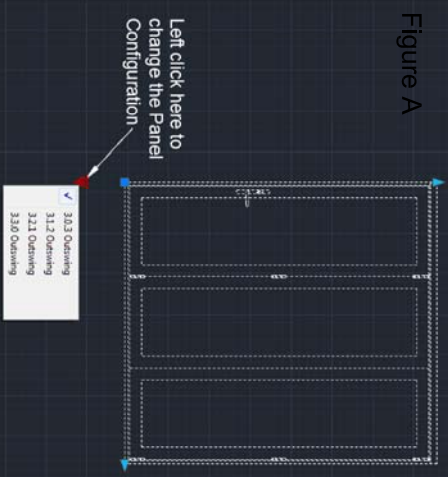 Figure A
Left click here to
change the Panel
Configuration
3.0.3 Outswing
3.1.2 Outswing
3.2.1 Outswing
3.3.0 Outswing